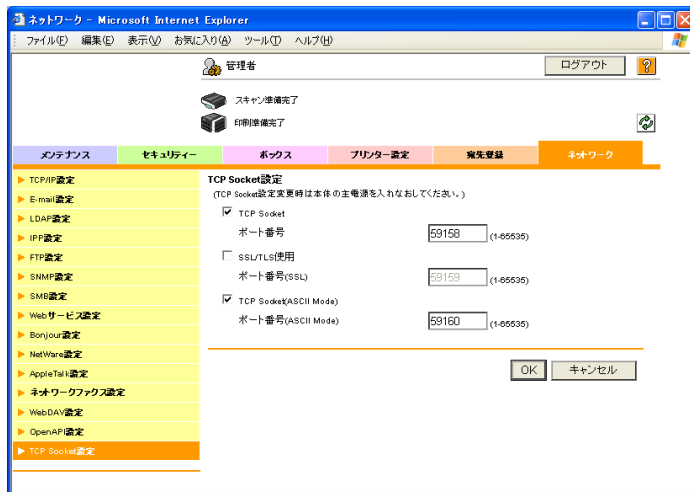 ネットワーク - Microsoft Internet Explorer
ファイル(F) 編集(E) 表示(V) お気に入り(A) ツール(T) ヘルプ(H)
管理者
ログアウト
?
スキャン準備完了
印刷準備完了
メンテナンス セキュリティー ボックス プリンター設定 宛先登録 ネットワーク
TCP/IP設定
E-mail設定
LDAP設定
IPP設定
FTP設定
SNMP設定
SMB設定
Webサービス設定
Bonjour設定
NetWare設定
AppleTalk設定
ネットワークファクス設定
WebDAV設定
OpenAPI設定
TCP Socket設定
TCP Socket設定
(TCP Socket設定変更時は本体の主電源を入れなおしてください。)
TCP Socket
ポート番号 59158 (1-65535)
SSL/TLS使用
ポート番号(SSL) 59159 (1-65535)
TCP Socket(ASCII Mode)
ポート番号(ASCII Mode) 59160 (1-65535)
OK キャンセル